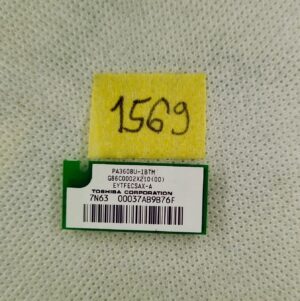 1569
PA3608U-1BTM
G86C0002X210(00)
EYTFECSAX-A
TOSHIBA CORPORATION
7N63 00037AB9B76F